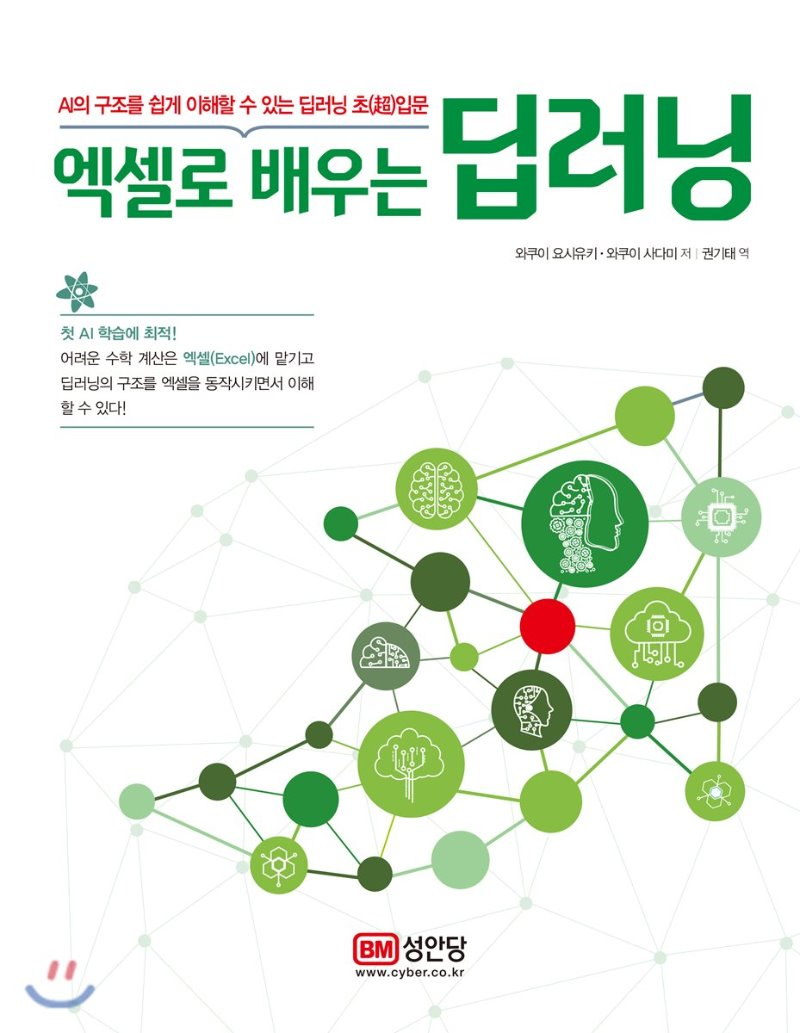 AI의 구조를 쉽게 이해할 수 있는 딥러닝 초(超)입문
엑셀로 배우는 딥러닝
와쿠이 요시유키・와쿠이 사다미 저 | 권기태 역
첫 AI 학습에 최적!
어려운 수학 계산은 엑셀(Excel)에 맡기고
딥러닝의 구조를 엑셀을 동작시키면서 이해
할 수 있다!
BM 성안당
www.cyber.co.kr